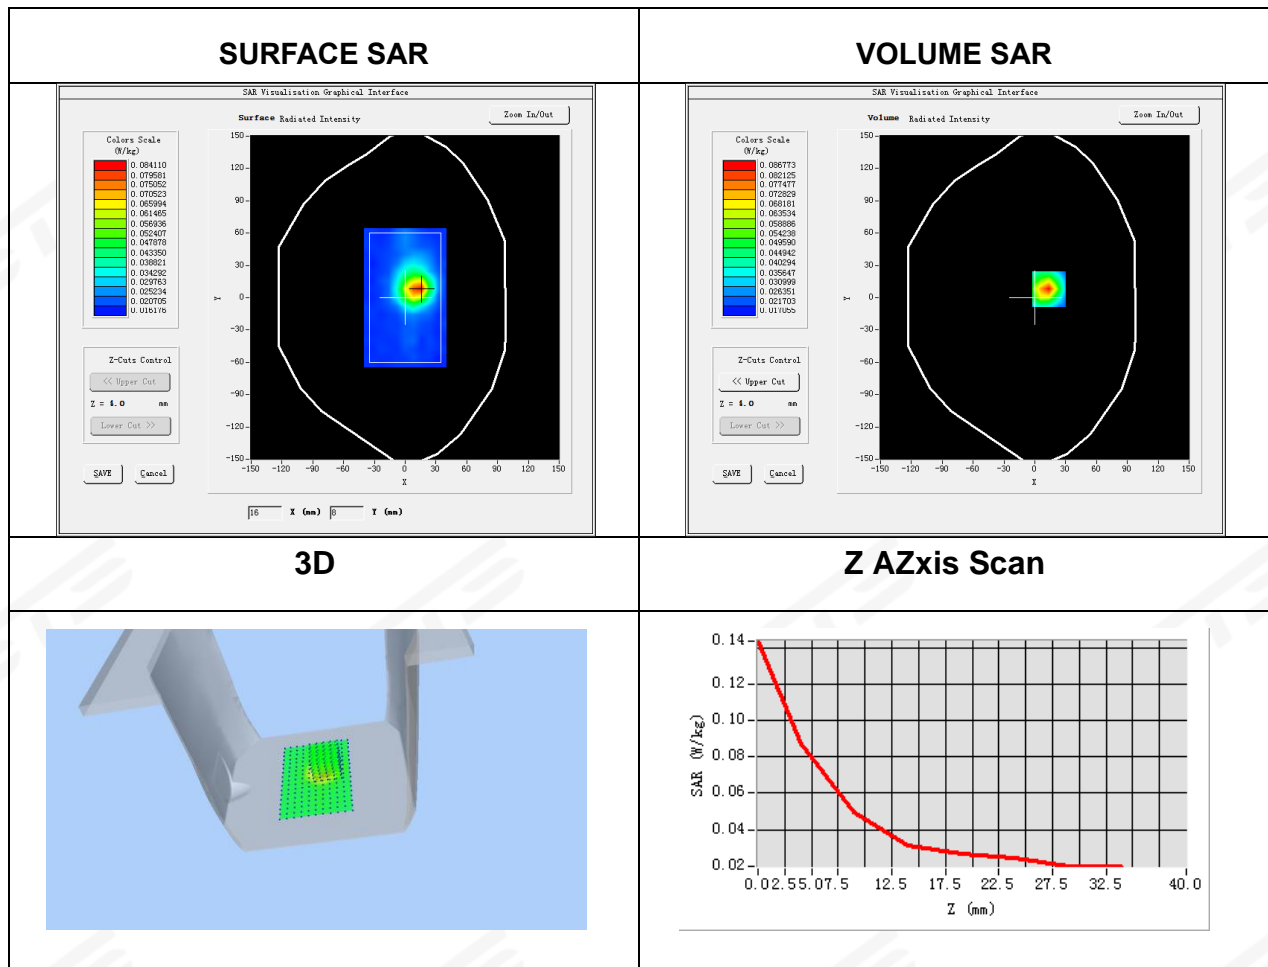 SURFACE SAR
VOLUME SAR
SAR Visualisation Graphical Interface
Surface Radiated Intensity
Zoom In/Out
Colors Scale
(W/kg)
0.084110
0.079581
0.075052
0.070523
0.065994
0.061465
0.056936
0.052407
0.047878
0.043350
0.038821
0.034292
0.029763
0.025234
0.020705
0.016176
150
120
90
60
30
0
-30
-60
-90
-120
-150
Y
-150 -120 -90 -60 -30 0 30 60 90 120 150
X
Z-Cuts Control
<< Upper Cut
Z = 4.0 mm
Lower Cut >>
SAVE Cancel
16 X (mm) 8 Y (mm)
SAR Visualisation Graphical Interface
Volume Radiated Intensity
Zoom In/Out
Colors Scale
(W/kg)
0.086773
0.082125
0.077477
0.072829
0.068181
0.063534
0.058886
0.054238
0.049590
0.044942
0.040294
0.035647
0.030999
0.026351
0.021703
0.017055
150
120
90
60
30
0
-30
-60
-90
-120
-150
Y
-150 -120 -90 -60 -30 0 30 60 90 120 150
X
Z-Cuts Control
<< Upper Cut
Z = 4.0 mm
Lower Cut >>
SAVE Cancel
3D
Z AZxis Scan
0.14
0.12
0.10
0.08
0.06
0.04
0.02
SAR (W/kg)
0.0 2.5 5.0 7.5 12.5 17.5 22.5 27.5 32.5 40.0
Z (mm)